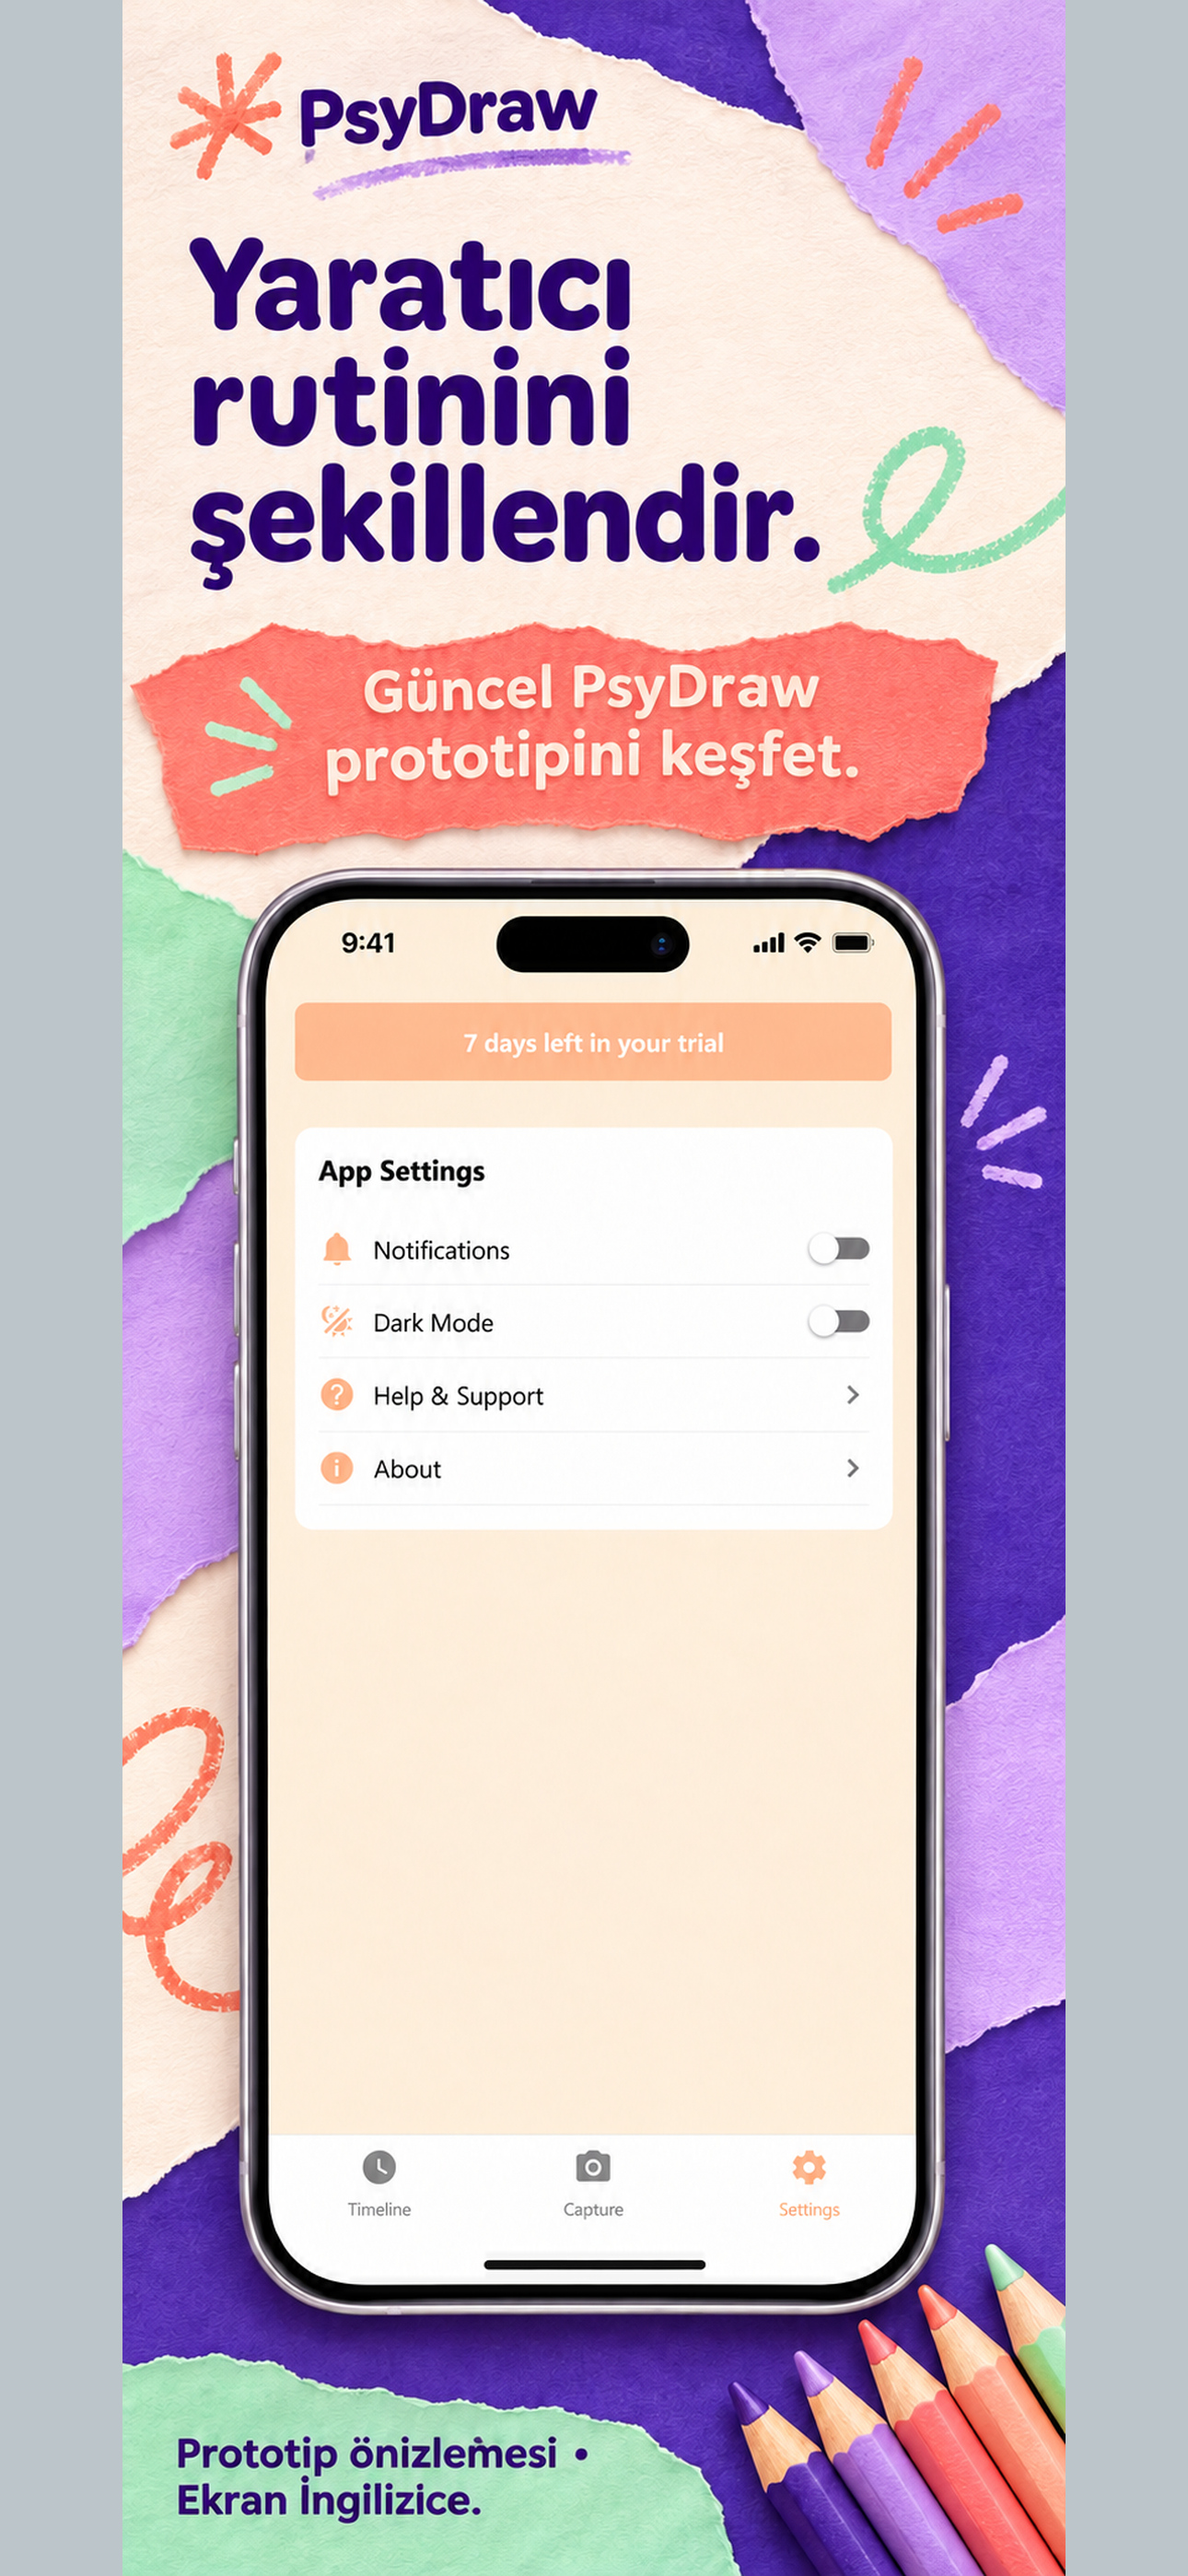 PsyDraw
Yaratıcı
rutinini
şekillendir.
Güncel PsyDraw
prototipini keşfet.
9:41
7 days left in your trial
App Settings
Notifications
Dark Mode
Help & Support
About
Timeline
Capture
Settings
Prototip önizlemesi •
Ekran İngilizice.